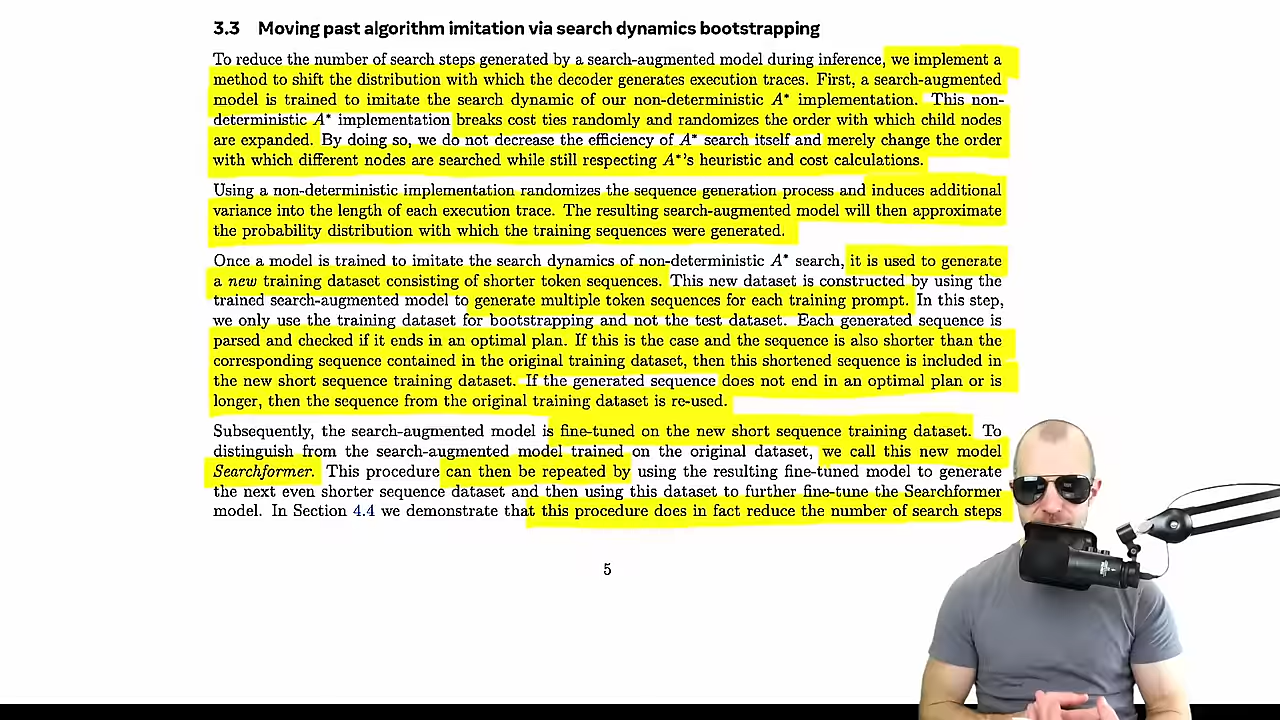 3.3 Moving past algorithm imitation via search dynamics bootstrapping
To reduce the number of search steps generated by a search-augmented model during inference, we implement a
method to shift the distribution with which the decoder generates execution traces. First, a search-augmented
model is trained to imitate the search dynamic of our non-deterministic A* implementation. This non-
deterministic A* implementation breaks cost ties randomly and randomizes the order with which child nodes
are expanded. By doing so, we do not decrease the efficiency of A* search itself and merely change the order
with which different nodes are searched while still respecting A*'s heuristic and cost calculations.
Using a non-deterministic implementation randomizes the sequence generation process and induces additional
variance into the length of each execution trace. The resulting search-augmented model will then approximate
the probability distribution with which the training sequences were generated.
Once a model is trained to imitate the search dynamics of non-deterministic A* search, it is used to generate
a new training dataset consisting of shorter token sequences. This new dataset is constructed by using the
trained search-augmented model to generate multiple token sequences for each training prompt. In this step,
we only use the training dataset for bootstrapping and not the test dataset. Each generated sequence is
parsed and checked if it ends in an optimal plan. If this is the case and the sequence is also shorter than the
corresponding sequence contained in the original training dataset, then this shortened sequence is included in
the new short sequence training dataset. If the generated sequence does not end in an optimal plan or is
longer, then the sequence from the original training dataset is re-used.
Subsequently, the search-augmented model is fine-tuned on the new short sequence training dataset. To
distinguish from the search-augmented model trained on the original dataset, we call this new model
Searchformer. This procedure can then be repeated by using the resulting fine-tuned model to generate
the next even shorter sequence dataset and then using this dataset to further fine-tune the Searchformer
model. In Section 4.4 we demonstrate that this procedure does in fact reduce the number of search steps
5